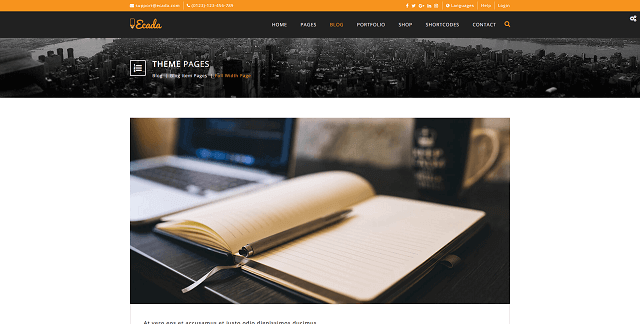 support@ecada.com (0123) 123-456-789 Languages Help Login
Ecada
HOME PAGES BLOG PORTFOLIO SHOP SHORTCODES CONTACT
THEME PAGES
Blog | Blog Item Pages | Full Width Page
KEEP
At vero eos et accusamus et iusto odio dignissimos ducimus